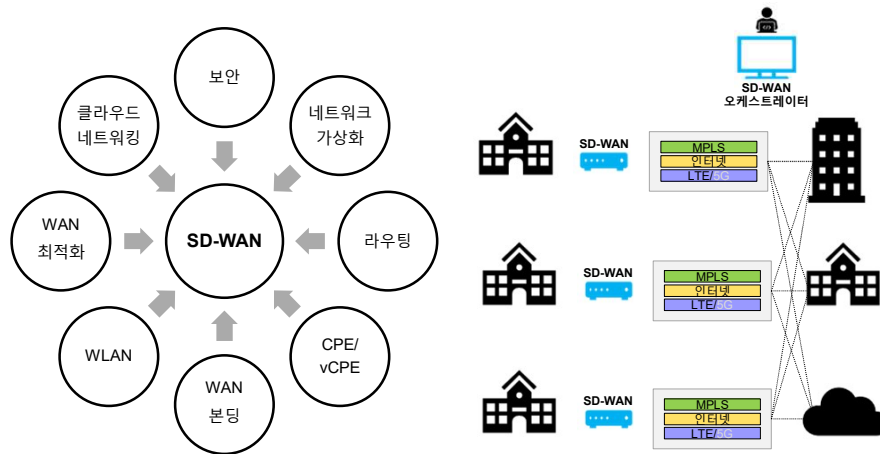 보안
클라우드
네트워킹
네트워크
가상화
WAN
최적화
SD-WAN
라우팅
WLAN
CPE/
vCPE
WAN
본딩
SD-WAN
오케스트레이터
SD-WAN
MPLS
인터넷
LTE/5G
SD-WAN
MPLS
인터넷
LTE/5G
SD-WAN
MPLS
인터넷
LTE/5G